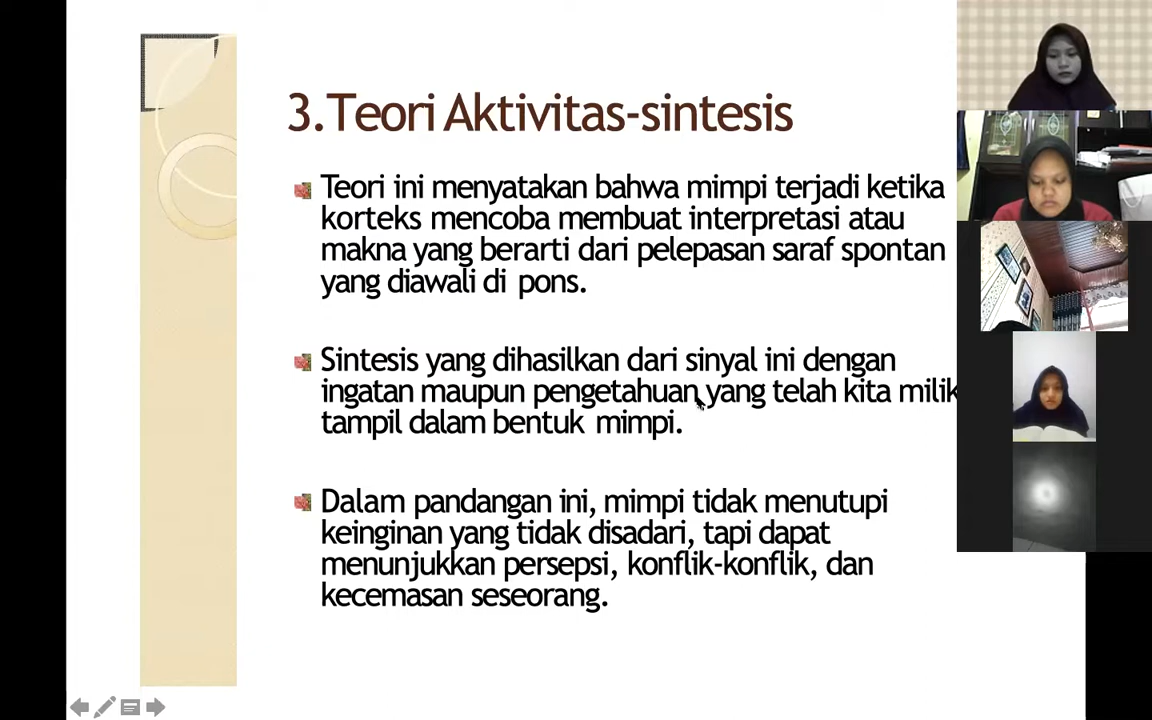 3.Teori Aktivitas-sintesis
Teori ini menyatakan bahwa mimpi terjadi ketika
korteks mencoba membuat interpretasi atau
makna yang berarti dari pelepasan saraf spontan
yang diawali di pons.
Sintesis yang dihasilkan dari sinyal ini dengan
ingatan maupun pengetahuan yang telah kita milik
tampil dalam bentuk mimpi.
Dalam pandangan ini, mimpi tidak menutupi
keinginan yang tidak disadari, tapi dapat
menunjukkan persepsi, konflik-konflik, dan
kecemasan seseorang.